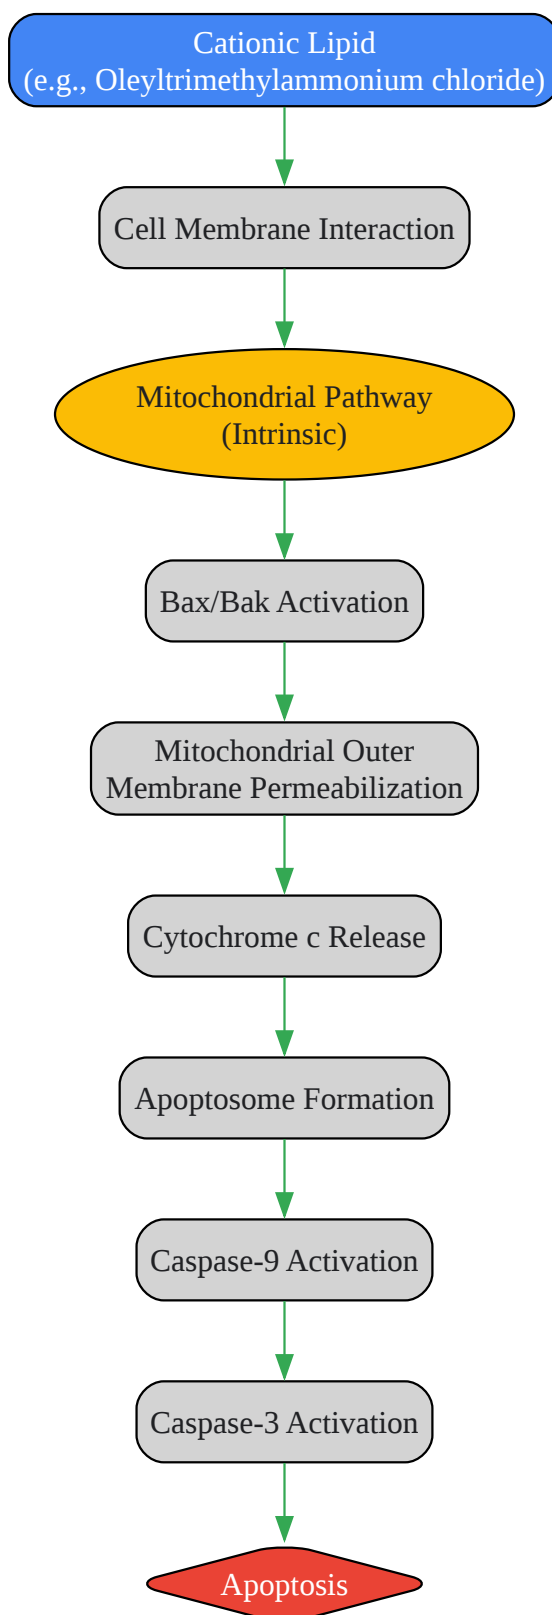 Cationic Lipid
(e.g., Oleyltrimethylammonium chloride)
Cell Membrane Interaction
Mitochondrial Pathway
(Intrinsic)
Bax/Bak Activation
Mitochondrial Outer
Membrane Permeabilization
Cytochrome c Release
Apoptosome Formation
Caspase-9 Activation
Caspase-3 Activation
Apoptosis